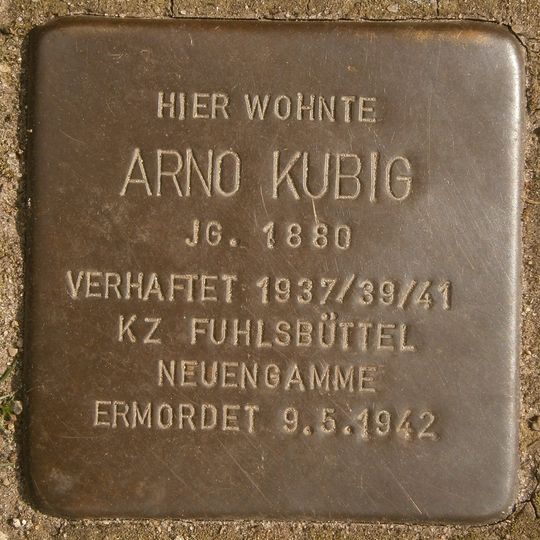 HIER WOHNTE
ARNO KUBIG
JG. 1880
VERHAFTET 1937/39/41
KZ FUHLSBÜTTEL
NEUENGAMME
ERMORDET 9.5.1942